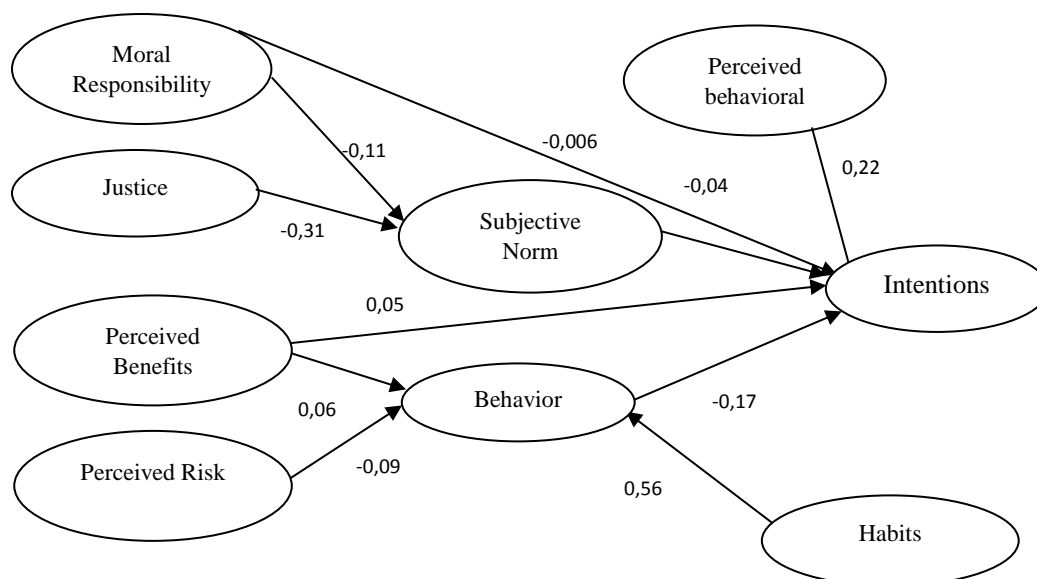 Moral
Responsibility
Perceived
behavioral
-0,006
-0,11
-0,04
0,22
Justice
-0,31
Subjective
Norm
Intentions
0,05
Perceived
Benefits
0,06
Behavior
-0,17
Perceived Risk
-0,09
0,56
Habits